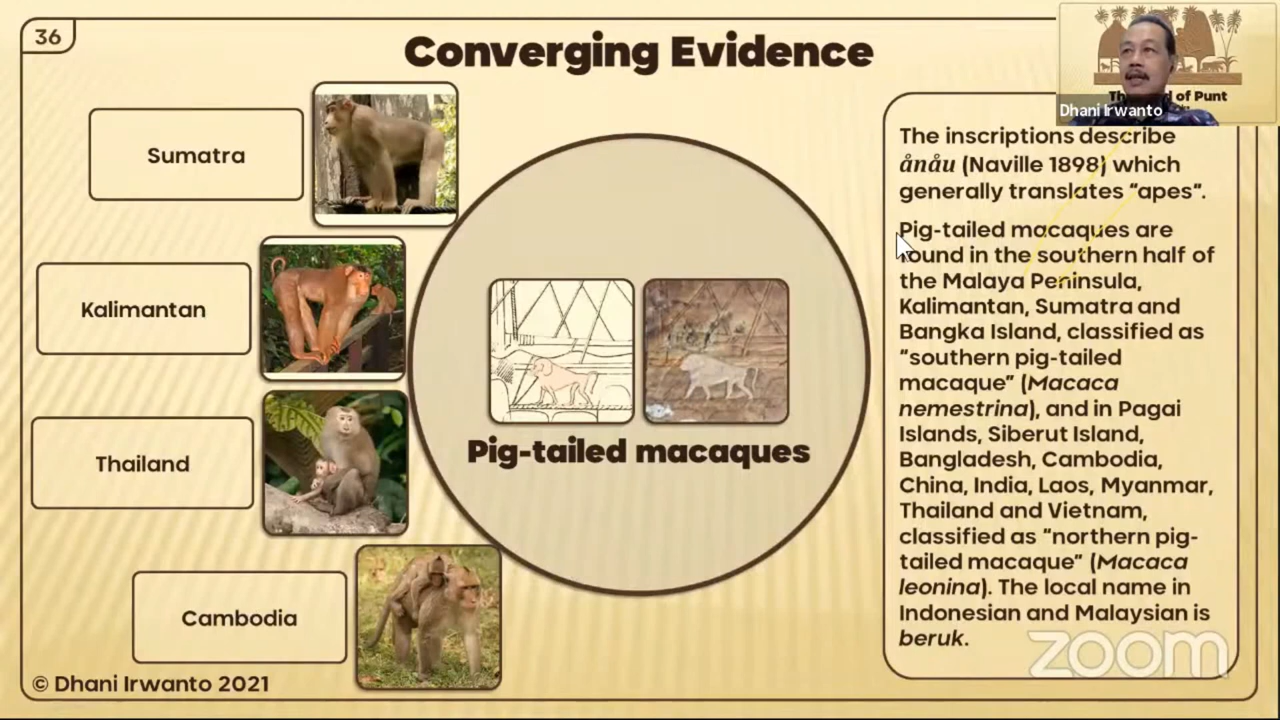 36
Converging Evidence
Dhani Irwanto
of Punt
Sumatra
Kalimantan
Thailand
Cambodia
Pig-tailed macaques
The inscriptions describe
ånåu (Naville 1898) which
generally translates “apes”.
Pig-tailed macaques are
found in the southern half of
the Malaya Peninsula,
Kalimantan, Sumatra and
Bangka Island, classified as
“southern pig-tailed
macaque” (Macaca
nemestrina), and in Pagai
Islands, Siberut Island,
Bangladesh, Cambodia,
China, India, Laos, Myanmar,
Thailand and Vietnam,
classified as “northern pig-
tailed macaque” (Macaca
leonina). The local name in
Indonesian and Malaysian is
beruk.
zoom
© Dhani Irwanto 2021